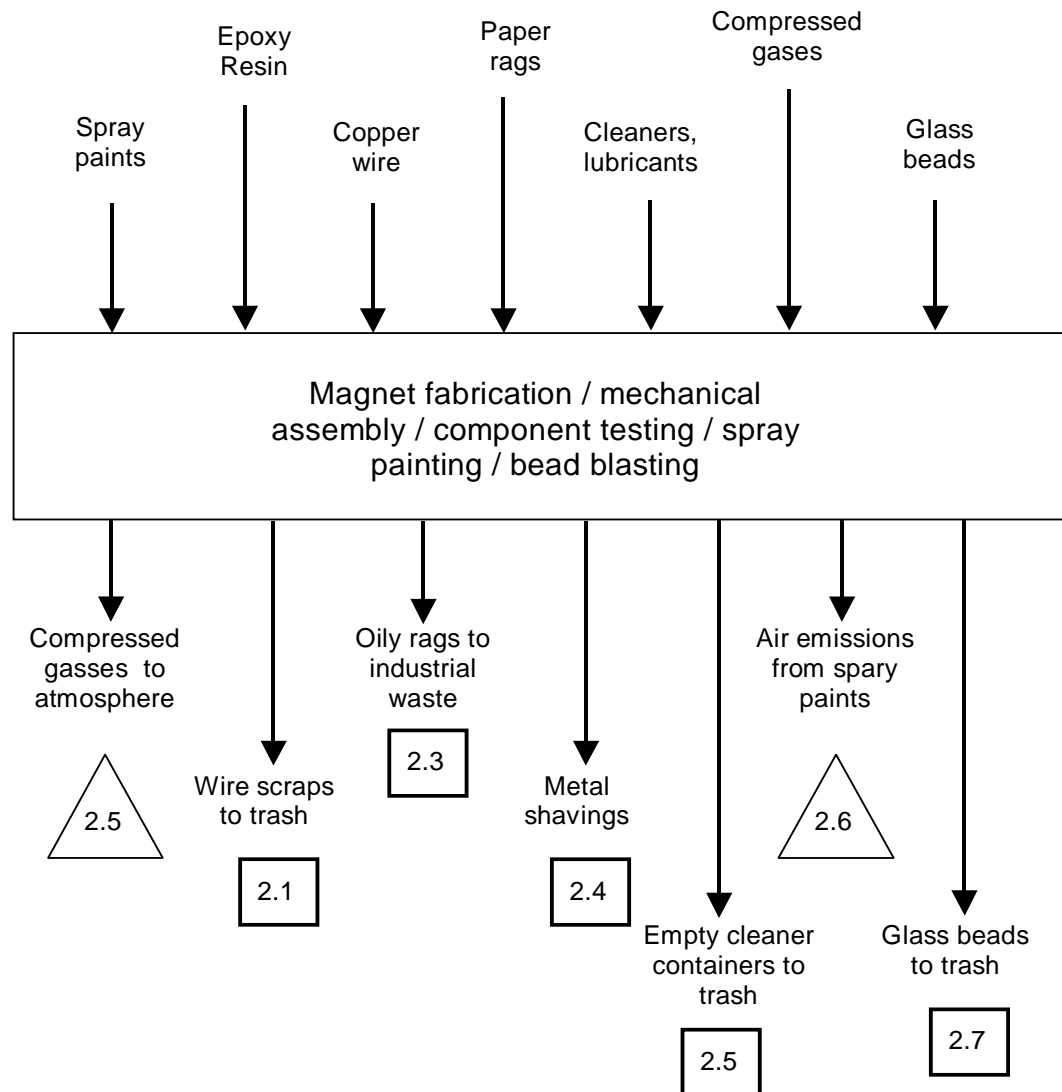 Epoxy
Resin
Paper
rags
Compressed
gases
Spray
paints
Copper
wire
Cleaners,
lubricants
Glass
beads
Magnet fabrication / mechanical
assembly / component testing / spray
painting / bead blasting
Compressed
gasses to
atmosphere
2.5
Wire scraps
to trash
2.1
Oily rags to
industrial
waste
2.3
Metal
shavings
2.4
Empty cleaner
containers to
trash
2.5
Air emissions
from spary
paints
2.6
Glass beads
to trash
2.7